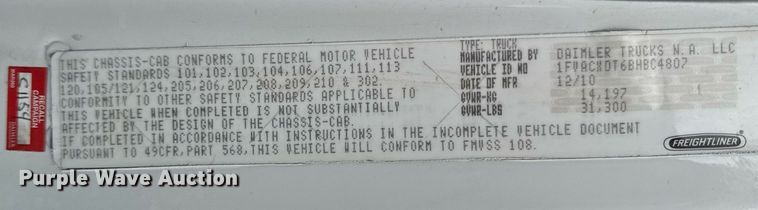 THIS CHASSIS-CAB CONFORMS TO FEDERAL MOTOR VEHICLE
SAFETY STANDARDS 101,102,103,104,106,107,111,113
120,105/121,124,205,206,207,208,209,210 & 302
CONFORMITY TO OTHER SAFETY STANDARDS APPLICABLE TO
THIS VEHICLE WHEN COMPLETED IS NOT SUBSTANTIALLY
AFFECTED BY THE DESIGN OF THE CHASSIS-CAB.
IF COMPLETED IN ACCORDANCE WITH INSTRUCTIONS IN THE INCOMPLETE VEHICLE DOCUMENT
PURSUANT TO 49CFR,PART 568,THIS VEHICLE WILL CONFORM TO FMVSS 108.
TYPE: TRUCK
MANUFACTURED BY DAIMLER TRUCKS N.A. LLC
VEHICLE ID NO 1FVACXDT6BHBC4807
DATE OF MFR 12/10
GVWR-KG 14,197
GVWR-LBS 31,300
FREIGHTLINER
RECALL
CAMPAIGN
Purple Wave Auction